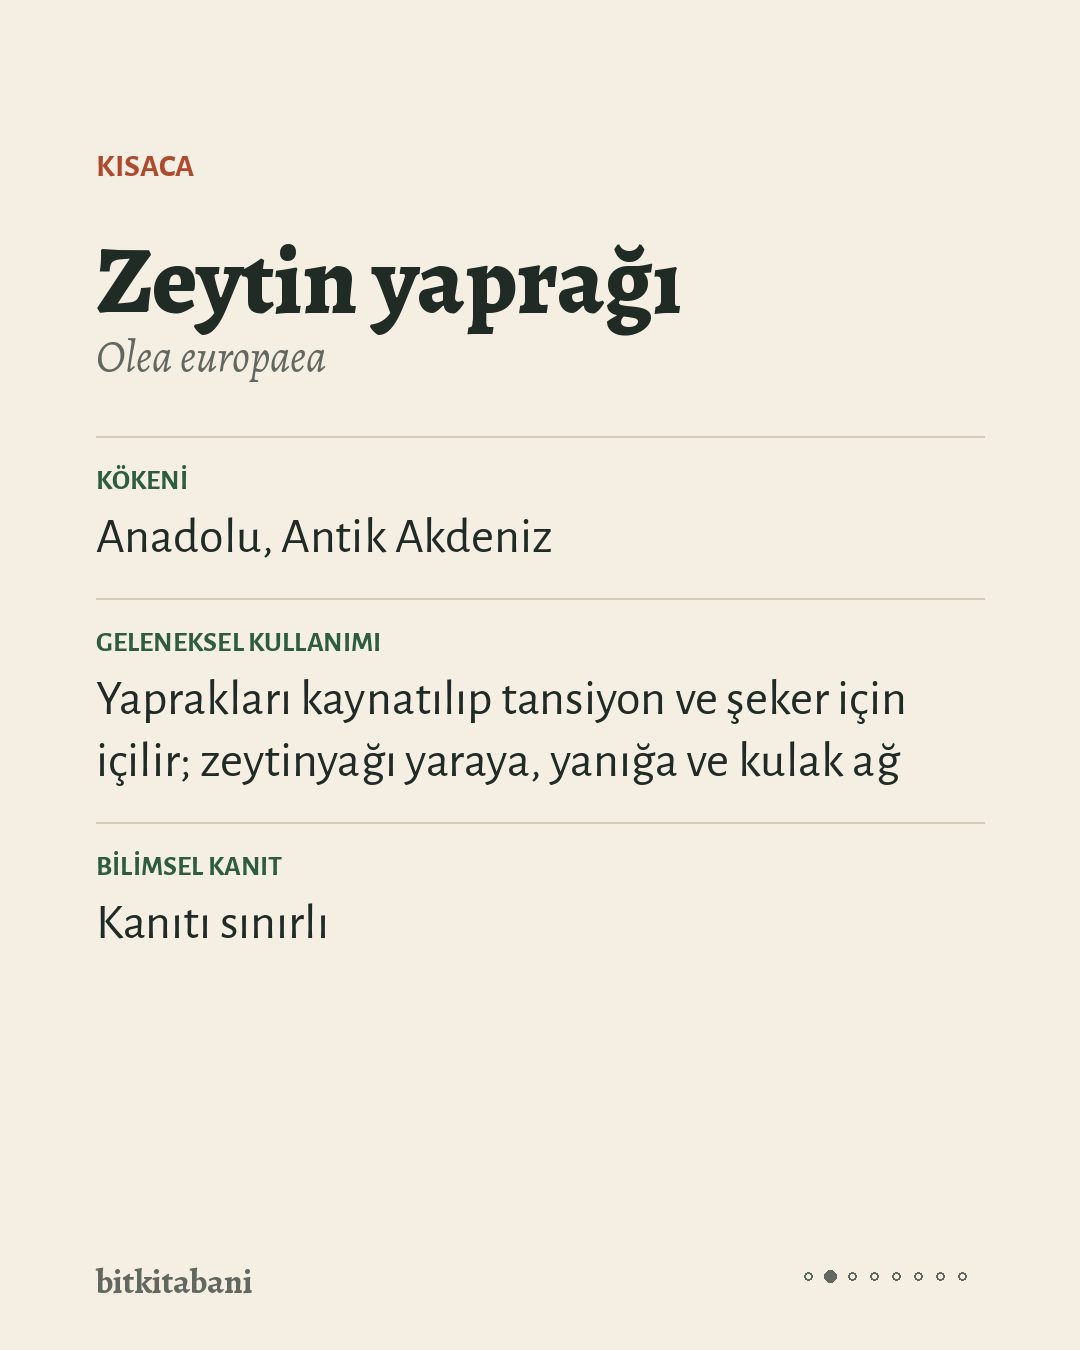 KISACA
Zeytin yaprağı
Olea europaea
KÖKENİ
Anadolu, Antik Akdeniz
GELENEKSEL KULLANIMI
Yaprakları kaynatılıp tansiyon ve şeker için
içilir; zeytinyağı yaraya, yanığa ve kulak ağ
BİLİMSEL KANIT
Kanıtı sınırlı
bitkitabani